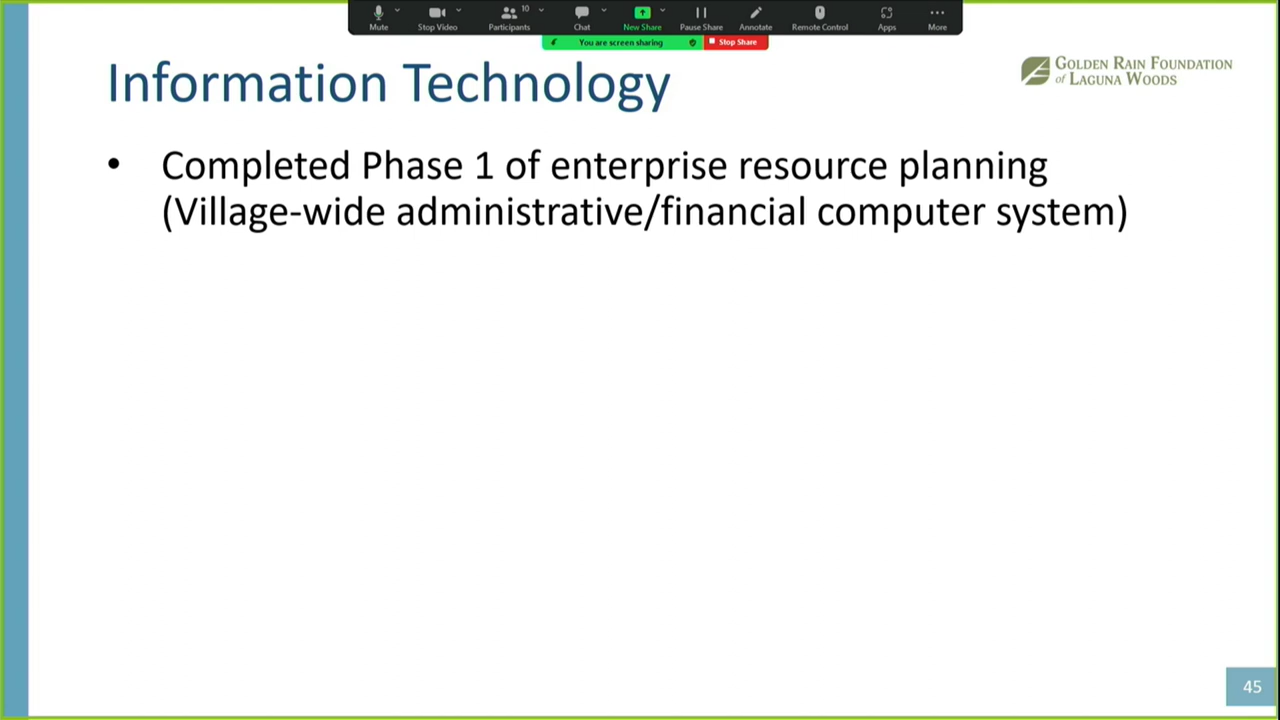 10
Mute
Stop Video
Participants
Chat
New Share
Pause Share
Annotate
Remote Control
Apps
More
You are screen sharing
Stop Share
Information Technology
GOLDEN RAIN FOUNDATION
of LAGUNA WOODS
• Completed Phase 1 of enterprise resource planning
(Village-wide administrative/financial computer system)
45